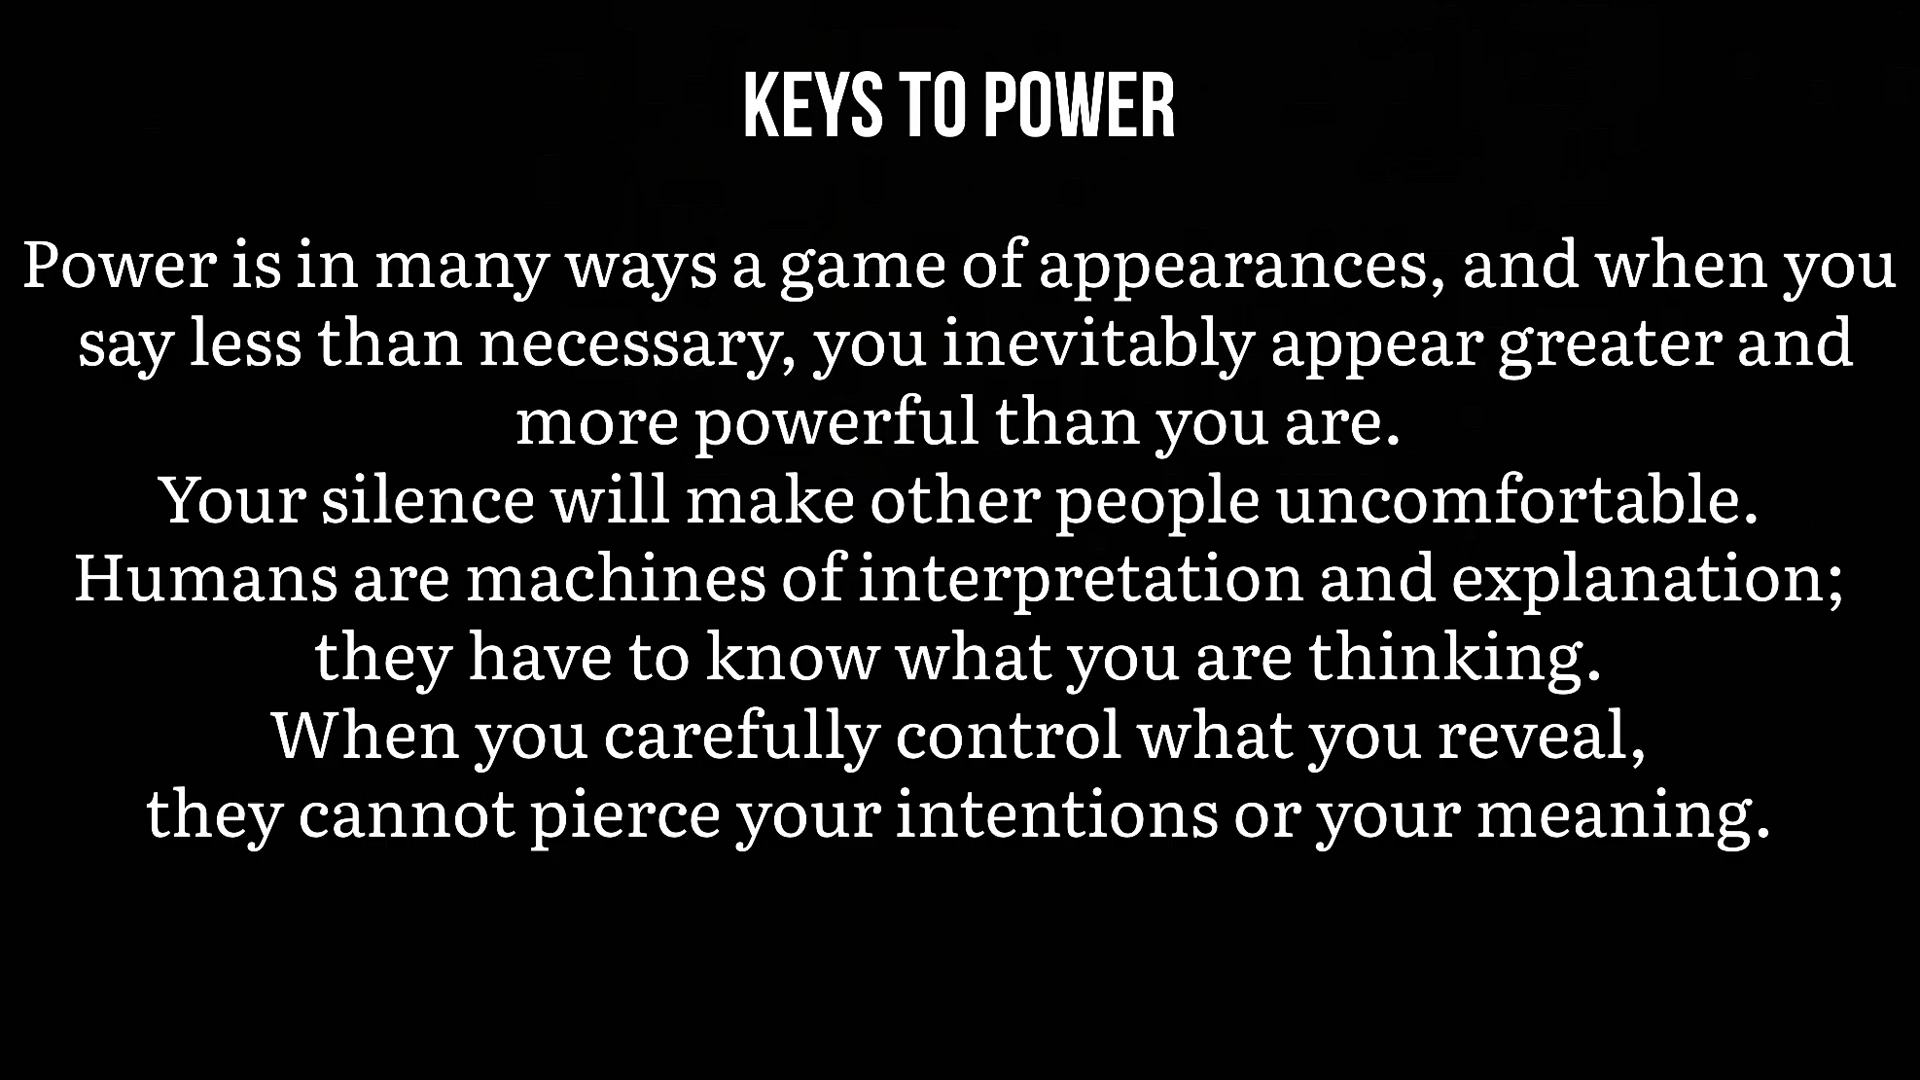 KEYS TO POWER
Power is in many ways a game of appearances, and when you
say less than necessary, you inevitably appear greater and
more powerful than you are.
Your silence will make other people uncomfortable.
Humans are machines of interpretation and explanation;
they have to know what you are thinking.
When you carefully control what you reveal,
they cannot pierce your intentions or your meaning.